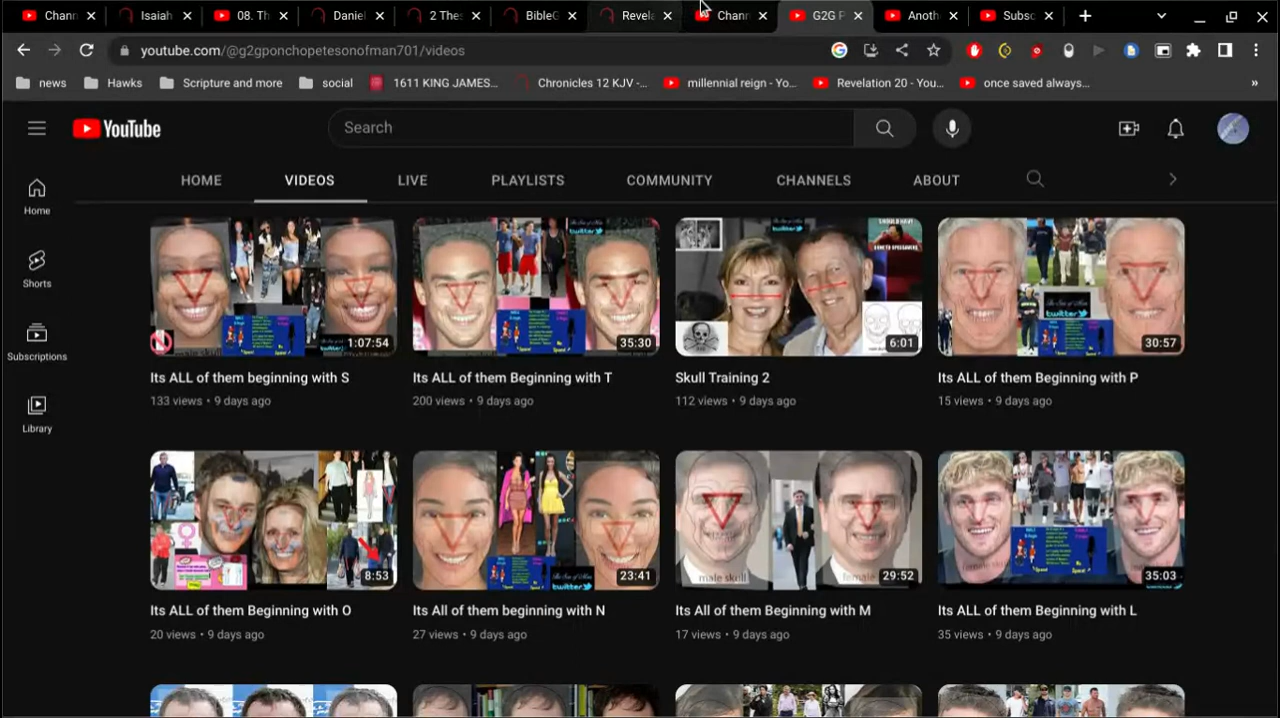 Chann
Isaiah
08. Th
Daniel
2 Thes
BibleG
Revela
Chann
G2G P
Anoth
Subsc
youtube.com/@g2gponchopetesonofman701/videos
news
Hawks
Scripture and more
social
1611 KING JAMES...
Chronicles 12 KJV -...
millennial reign - Yo...
Revelation 20 - You...
once saved always...
»
YouTube
Search
HOME
VIDEOS
LIVE
PLAYLISTS
COMMUNITY
CHANNELS
ABOUT
Home
Shorts
Subscriptions
Library
1:07:54
twitter
35:30
twitter
6:01
30:57
Its ALL of them beginning with S
Its ALL of them Beginning with T
Skull Training 2
Its ALL of them Beginning with P
133 views • 9 days ago
200 views • 9 days ago
112 views • 9 days ago
15 views • 9 days ago
8:53
23:41
male skull
female
29:52
35:03
Its ALL of them Beginning with O
Its All of them beginning with N
Its All of them Beginning with M
Its ALL of them Beginning with L
20 views • 9 days ago
27 views • 9 days ago
17 views • 9 days ago
35 views • 9 days ago